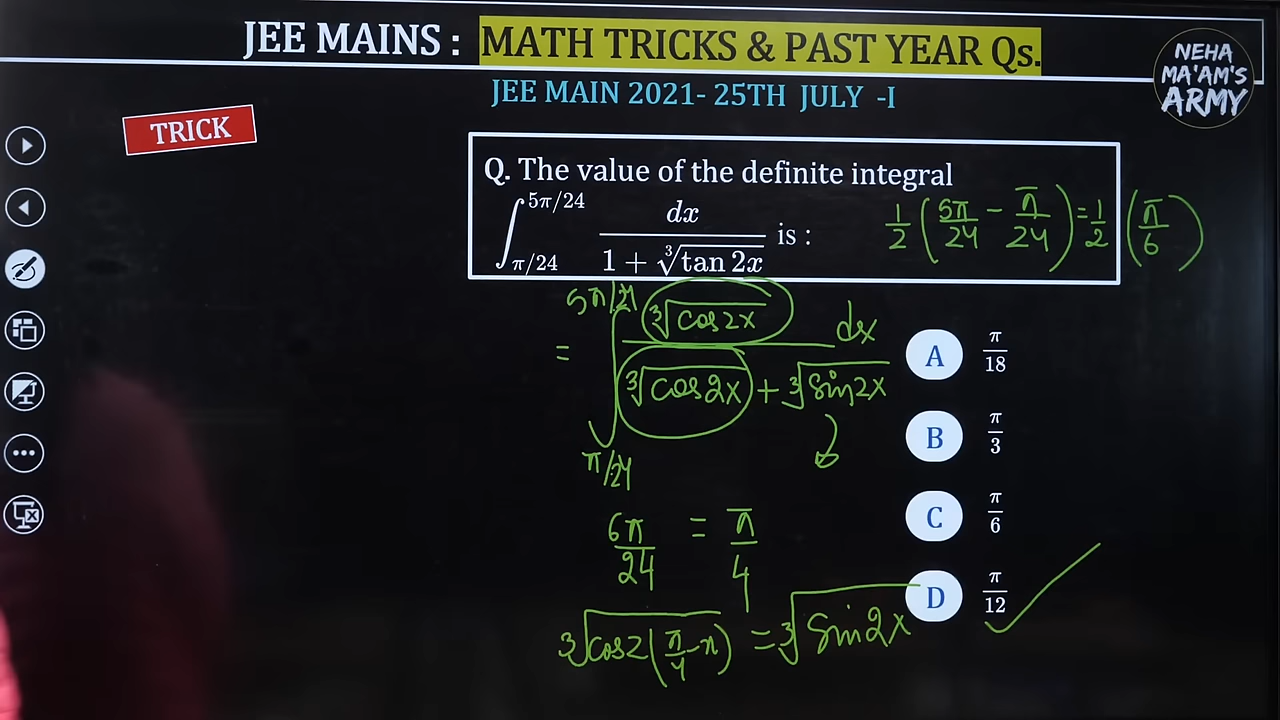 JEE MAINS : MATH TRICKS & PAST YEAR Qs.
NEHA
MA'AM'S
ARMY
JEE MAIN 2021- 25TH JULY -I
TRICK
Q. The value of the definite integral
∫_{π/24}^{5π/24} dx / (1 + ∛(tan 2x)) is :
1/2 (5π/24 − π/24) = 1/2 (π/6)
= ∫_{π/24}^{5π/24} ∛(cos2x) / (∛(cos2x) + ∛(sin2x)) dx
6π/24 = π/4
∛(cos2(π/4 − x)) = ∛(sin2x)
A π/18
B π/3
C π/6
D π/12